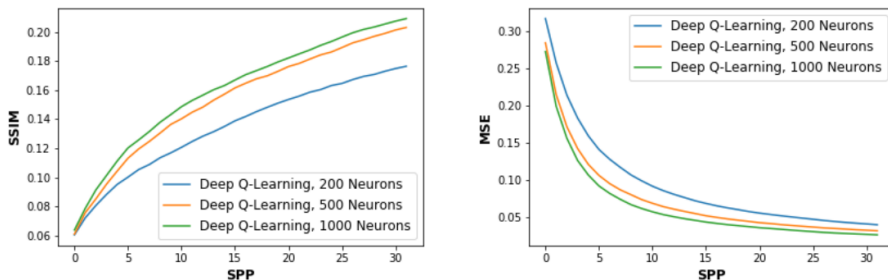 0.20
0.18
0.16
0.14
0.12
0.10
0.08
0.06
SSIM
Deep Q-Learning, 200 Neurons
Deep Q-Learning, 500 Neurons
Deep Q-Learning, 1000 Neurons
0 5 10 15 20 25 30
SPP
0.30
0.25
0.20
0.15
0.10
0.05
MSE
Deep Q-Learning, 200 Neurons
Deep Q-Learning, 500 Neurons
Deep Q-Learning, 1000 Neurons
0 5 10 15 20 25 30
SPP